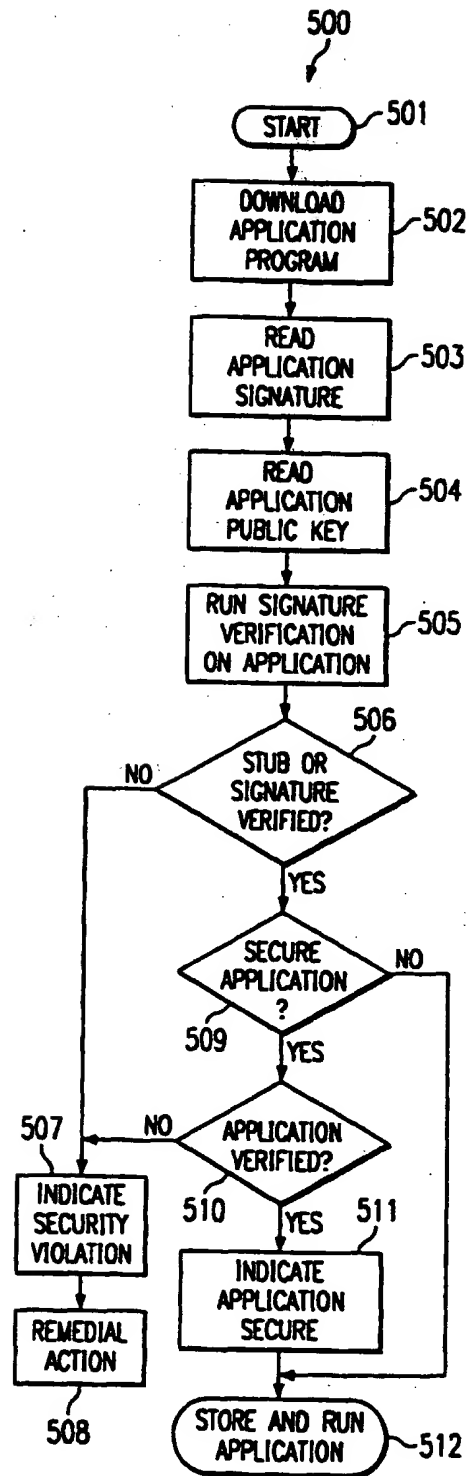 500
START
501
DOWNLOAD
APPLICATION
PROGRAM
502
READ
APPLICATION
SIGNATURE
503
READ
APPLICATION
PUBLIC KEY
504
RUN SIGNATURE
VERIFICATION
ON APPLICATION
505
506
NO
STUB OR
SIGNATURE
VERIFIED?
YES
SECURE
APPLICATION
?
NO
509
YES
507
NO
APPLICATION
VERIFIED?
510
YES
511
INDICATE
SECURITY
VIOLATION
INDICATE
APPLICATION
SECURE
REMEDIAL
ACTION
508
STORE AND RUN
APPLICATION
512